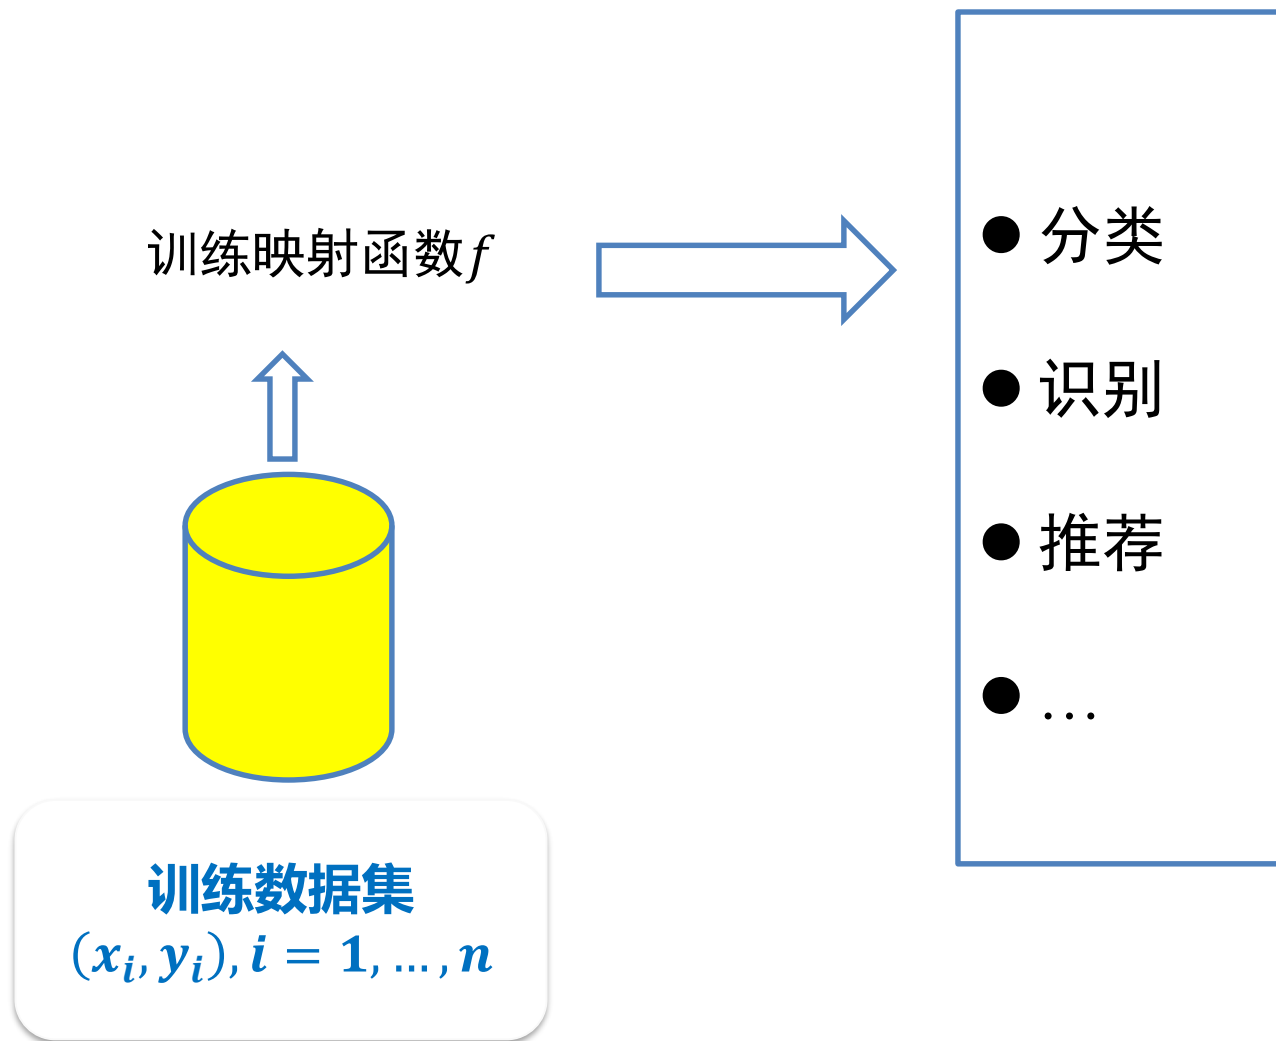 训练映射函数f
● 分类
● 识别
● 推荐
● …
训练数据集
(xᵢ, yᵢ), i = 1, … , n